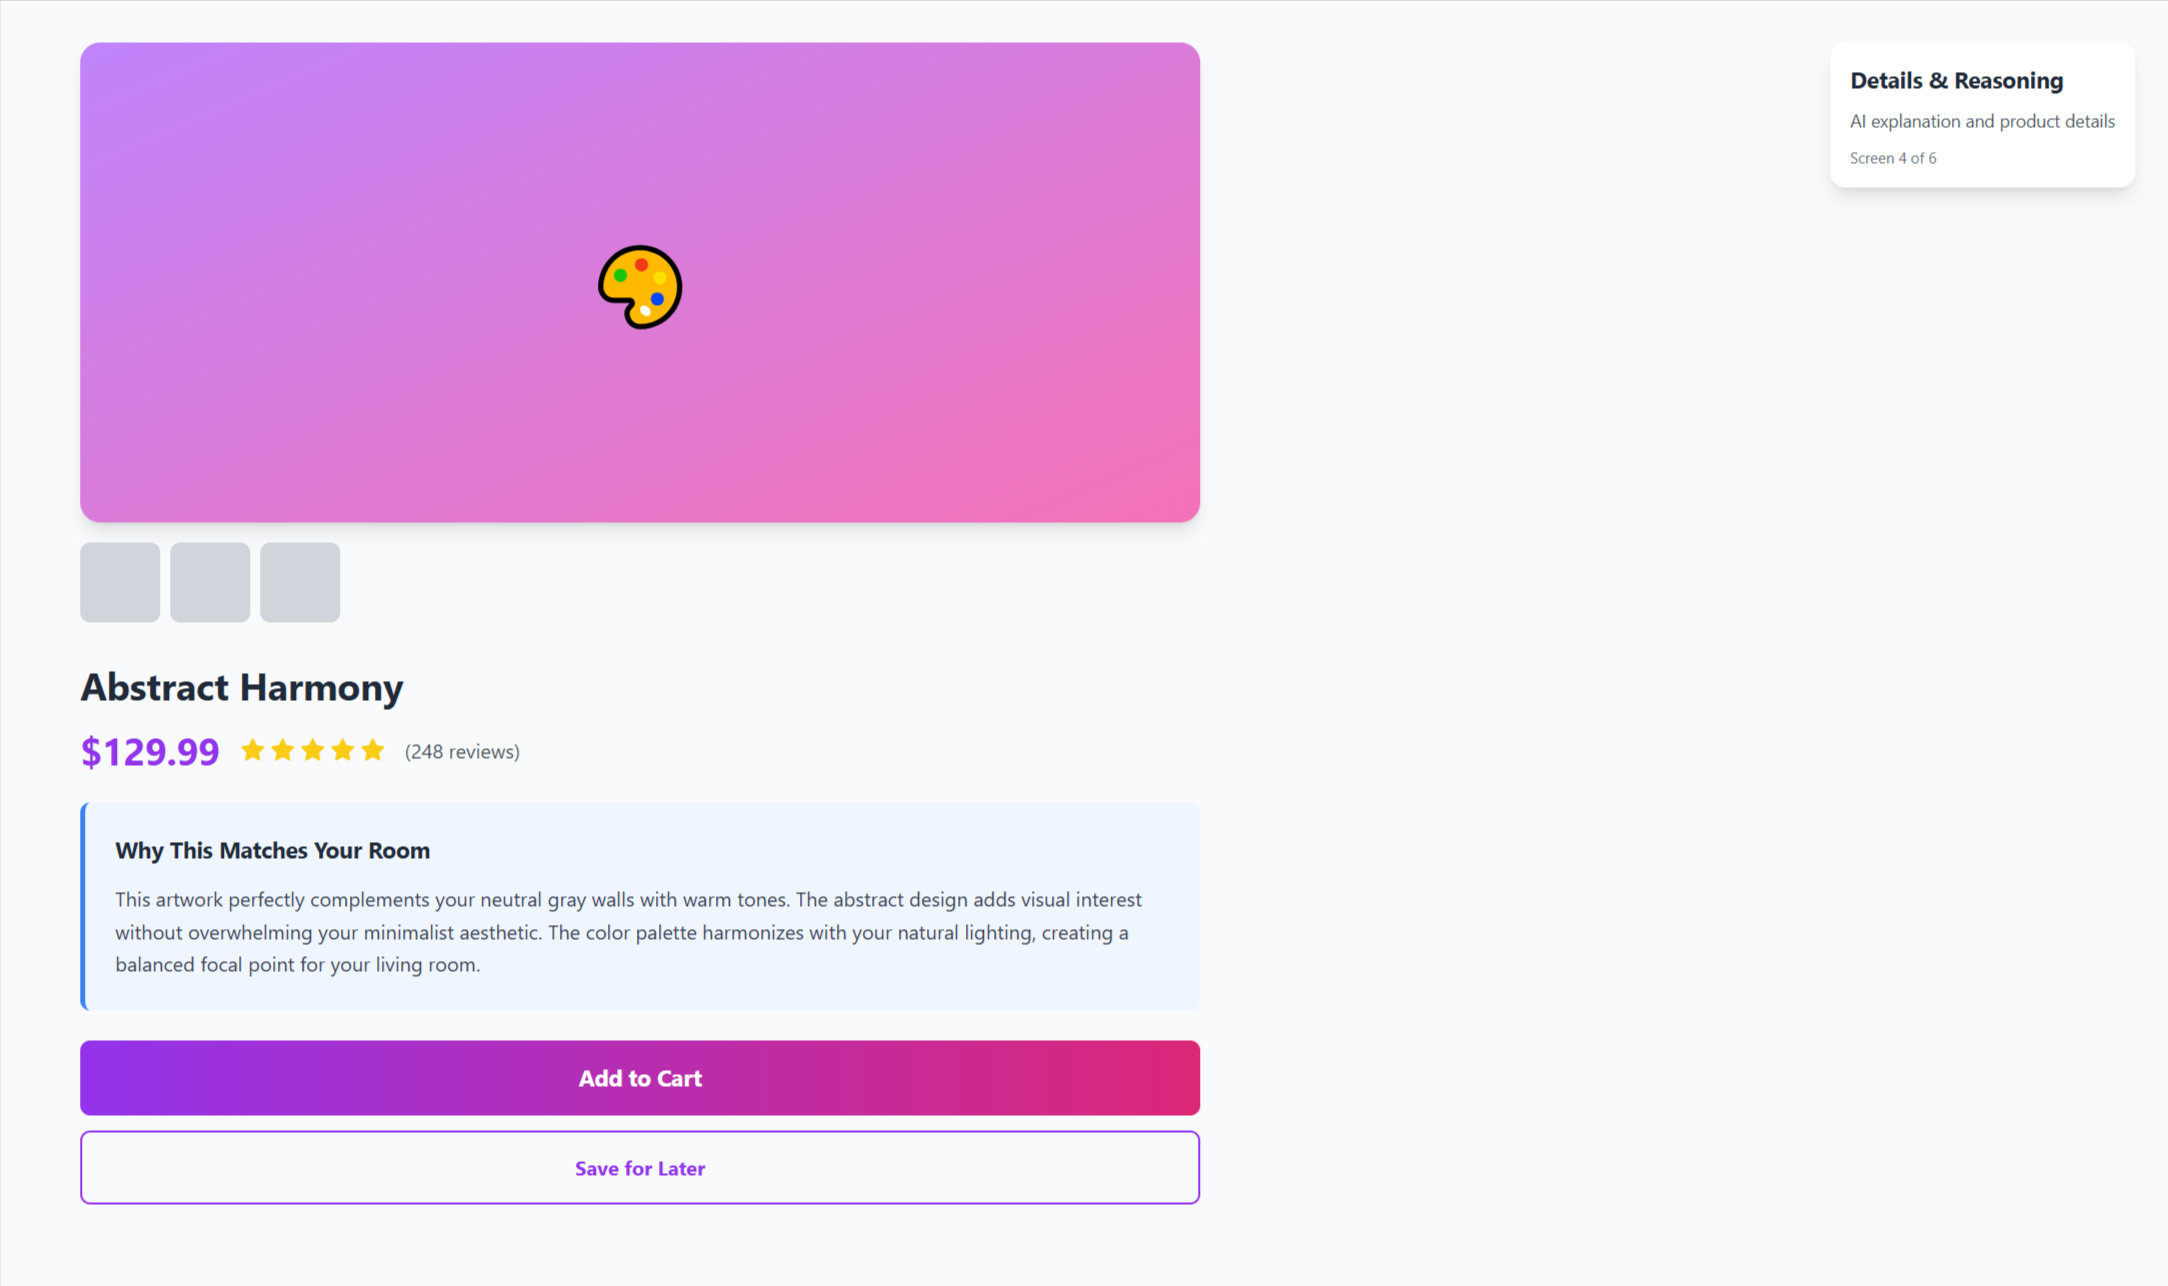 Details & Reasoning
AI explanation and product details
Screen 4 of 6
Abstract Harmony
$129.99 (248 reviews)
Why This Matches Your Room
This artwork perfectly complements your neutral gray walls with warm tones. The abstract design adds visual interest
without overwhelming your minimalist aesthetic. The color palette harmonizes with your natural lighting, creating a
balanced focal point for your living room.
Add to Cart
Save for Later